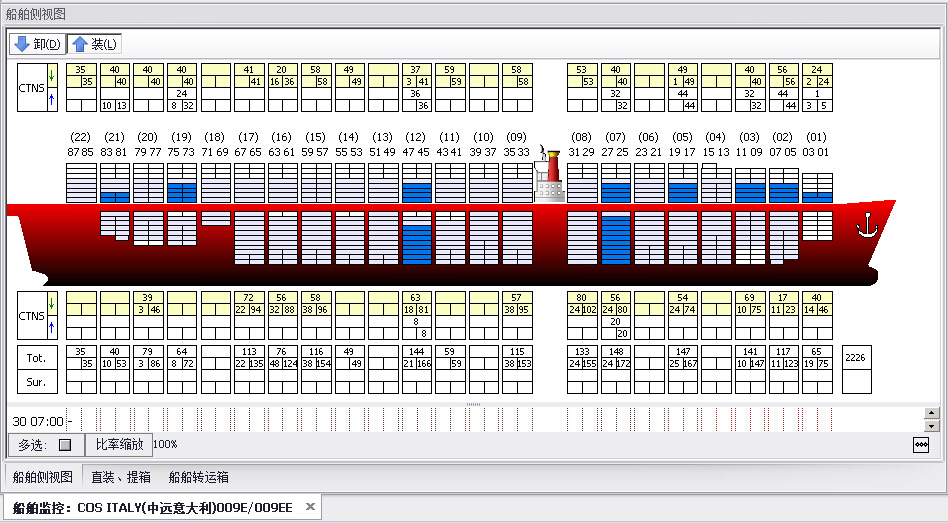 船舶侧视图
卸(D) 装(L)
35 40 40 40 41 20 58 49 37 59 58 53 40 49 40 56 24
CTNS 35 40 40 41 16 36 58 49 3 41 59 58 53 40 1 49 40 56 2 24
24 36 32 44 32 44 1
10 13 8 32 36 32 44 32 44 3 5
(22) (21) (20) (19) (18) (17) (16) (15) (14) (13) (12) (11) (10) (09) (08) (07) (06) (05) (04) (03) (02) (01)
87 85 83 81 79 77 75 73 71 69 67 65 63 61 59 57 55 53 51 49 47 45 43 41 39 37 35 33 31 29 27 25 23 21 19 17 15 13 11 09 07 05 03 01
39 72 56 58 63 57 80 56 54 69 17 40
CTNS 3 46 22 94 32 88 38 96 18 81 38 95 24 102 24 80 24 74 10 75 11 23 14 46
8 20
8 20
Tot. 35 40 79 64 113 76 116 49 144 59 115 133 148 147 141 117 65 2226
35 10 53 3 86 8 72 22 135 48 124 38 154 49 21 166 59 38 153 24 155 24 172 25 167 10 147 11 123 19 75
Sur.
30 07:00:-
多选: 比率缩放 100%
船舶侧视图 直装、提箱 船舶转运箱
船舶监控: COS ITALY(中远意大利)009E/009EE